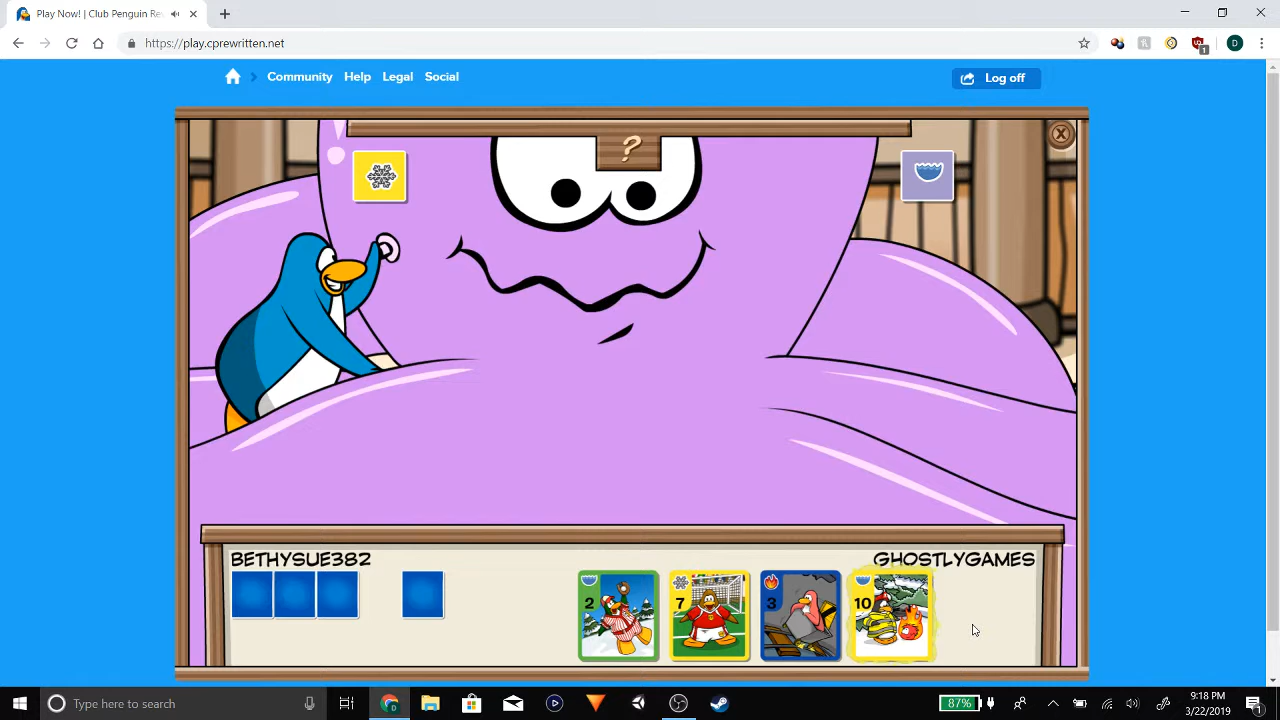 Play Now! | Club Penguin Re
https://play.cprewritten.net
1
D
Community Help Legal Social
Log off
?
BETHYSUE382
GHOSTLYGAMES
2
7
3
10
Type here to search
87%
9:18 PM
3/22/2019